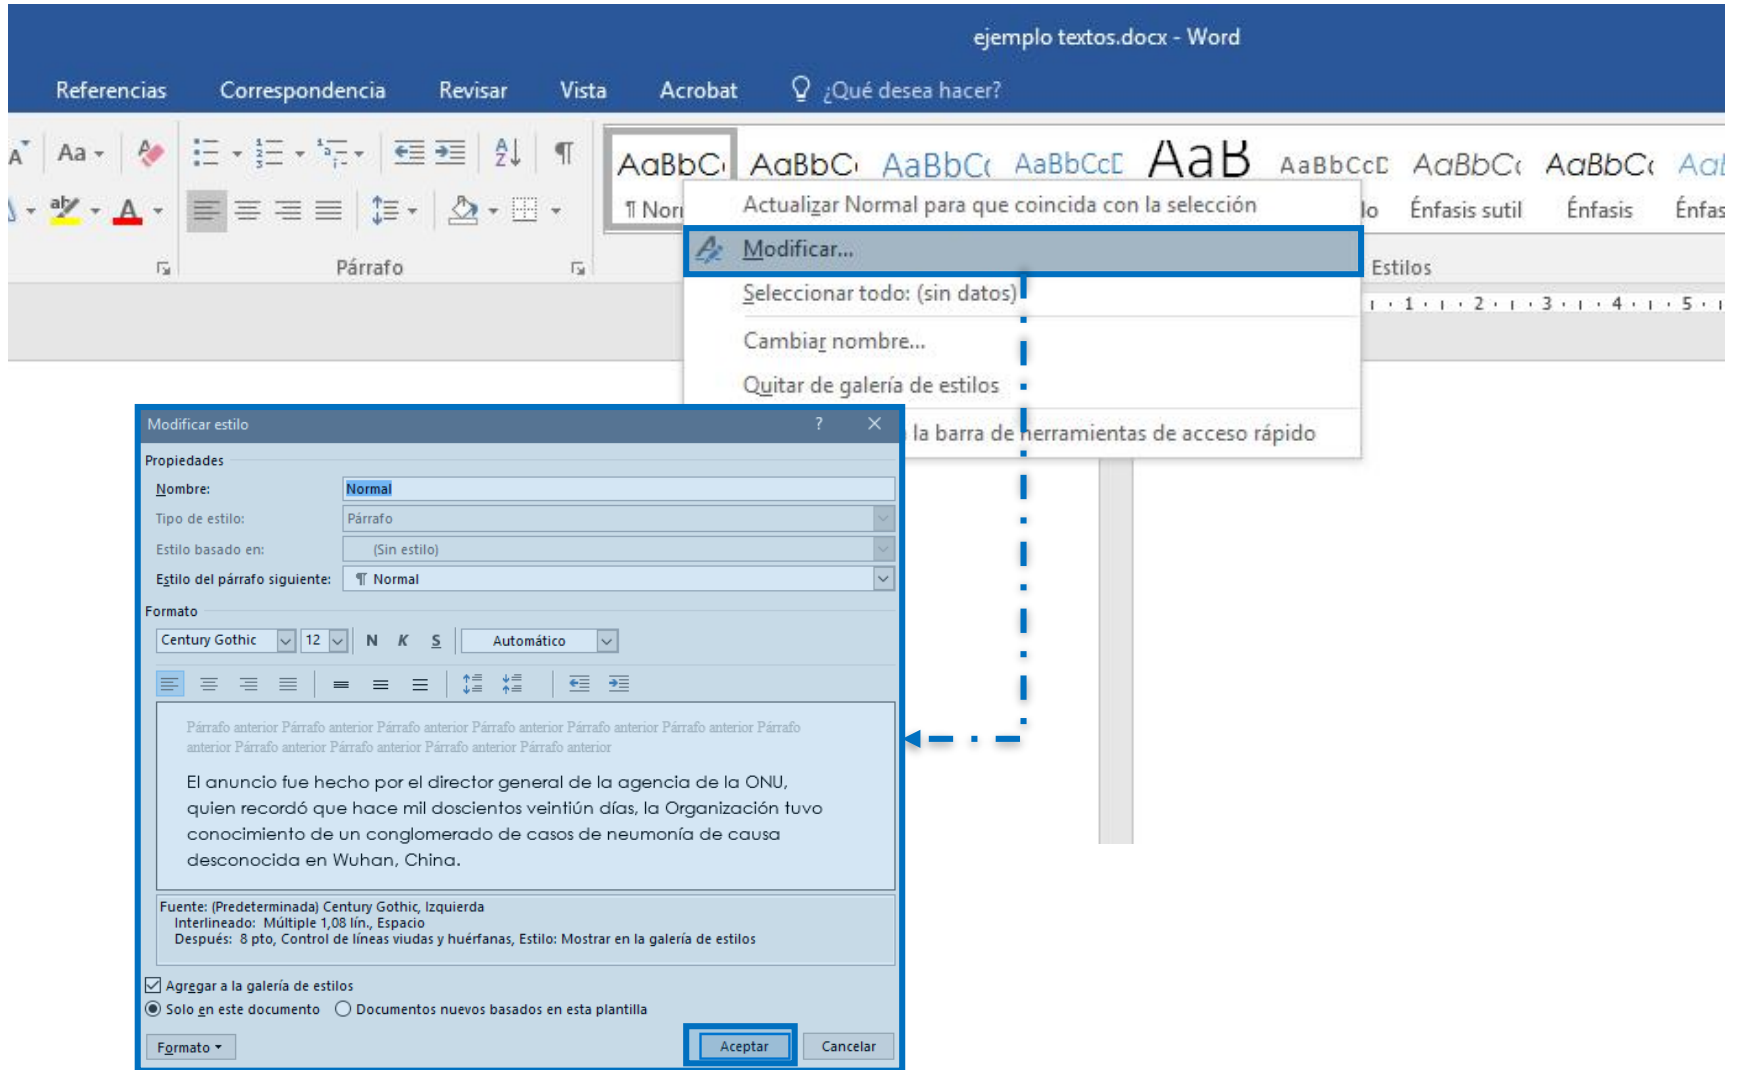 ejemplo textos.docx - Word
Referencias Correspondencia Revisar Vista Acrobat ¿Qué desea hacer?
Aa AaBbC AaBbC AaBbC AaBbCcD AaB AaBbCcD AaBbC AaBbC
¶ Nor Énfasis sutil Énfasis Énfas
Párrafo Estilos
Actualizar Normal para que coincida con la selección
Modificar...
Seleccionar todo: (sin datos)
Cambiar nombre...
Quitar de galería de estilos
la barra de herramientas de acceso rápido
1 2 3 4 5
Modificar estilo
Propiedades
Nombre: Normal
Tipo de estilo: Párrafo
Estilo basado en: (Sin estilo)
Estilo del párrafo siguiente: ¶ Normal
Formato
Century Gothic 12 N K S Automático
Párrafo anterior Párrafo anterior Párrafo anterior Párrafo anterior Párrafo anterior Párrafo anterior Párrafo
anterior Párrafo anterior Párrafo anterior Párrafo anterior Párrafo anterior
El anuncio fue hecho por el director general de la agencia de la ONU,
quien recordó que hace mil doscientos veintiún días, la Organización tuvo
conocimiento de un conglomerado de casos de neumonía de causa
desconocida en Wuhan, China.
Fuente: (Predeterminada) Century Gothic, Izquierda
Interlineado: Múltiple 1,08 lín., Espacio
Después: 8 pto, Control de líneas viudas y huérfanas, Estilo: Mostrar en la galería de estilos
Agregar a la galería de estilos
Solo en este documento Documentos nuevos basados en esta plantilla
Formato Aceptar Cancelar